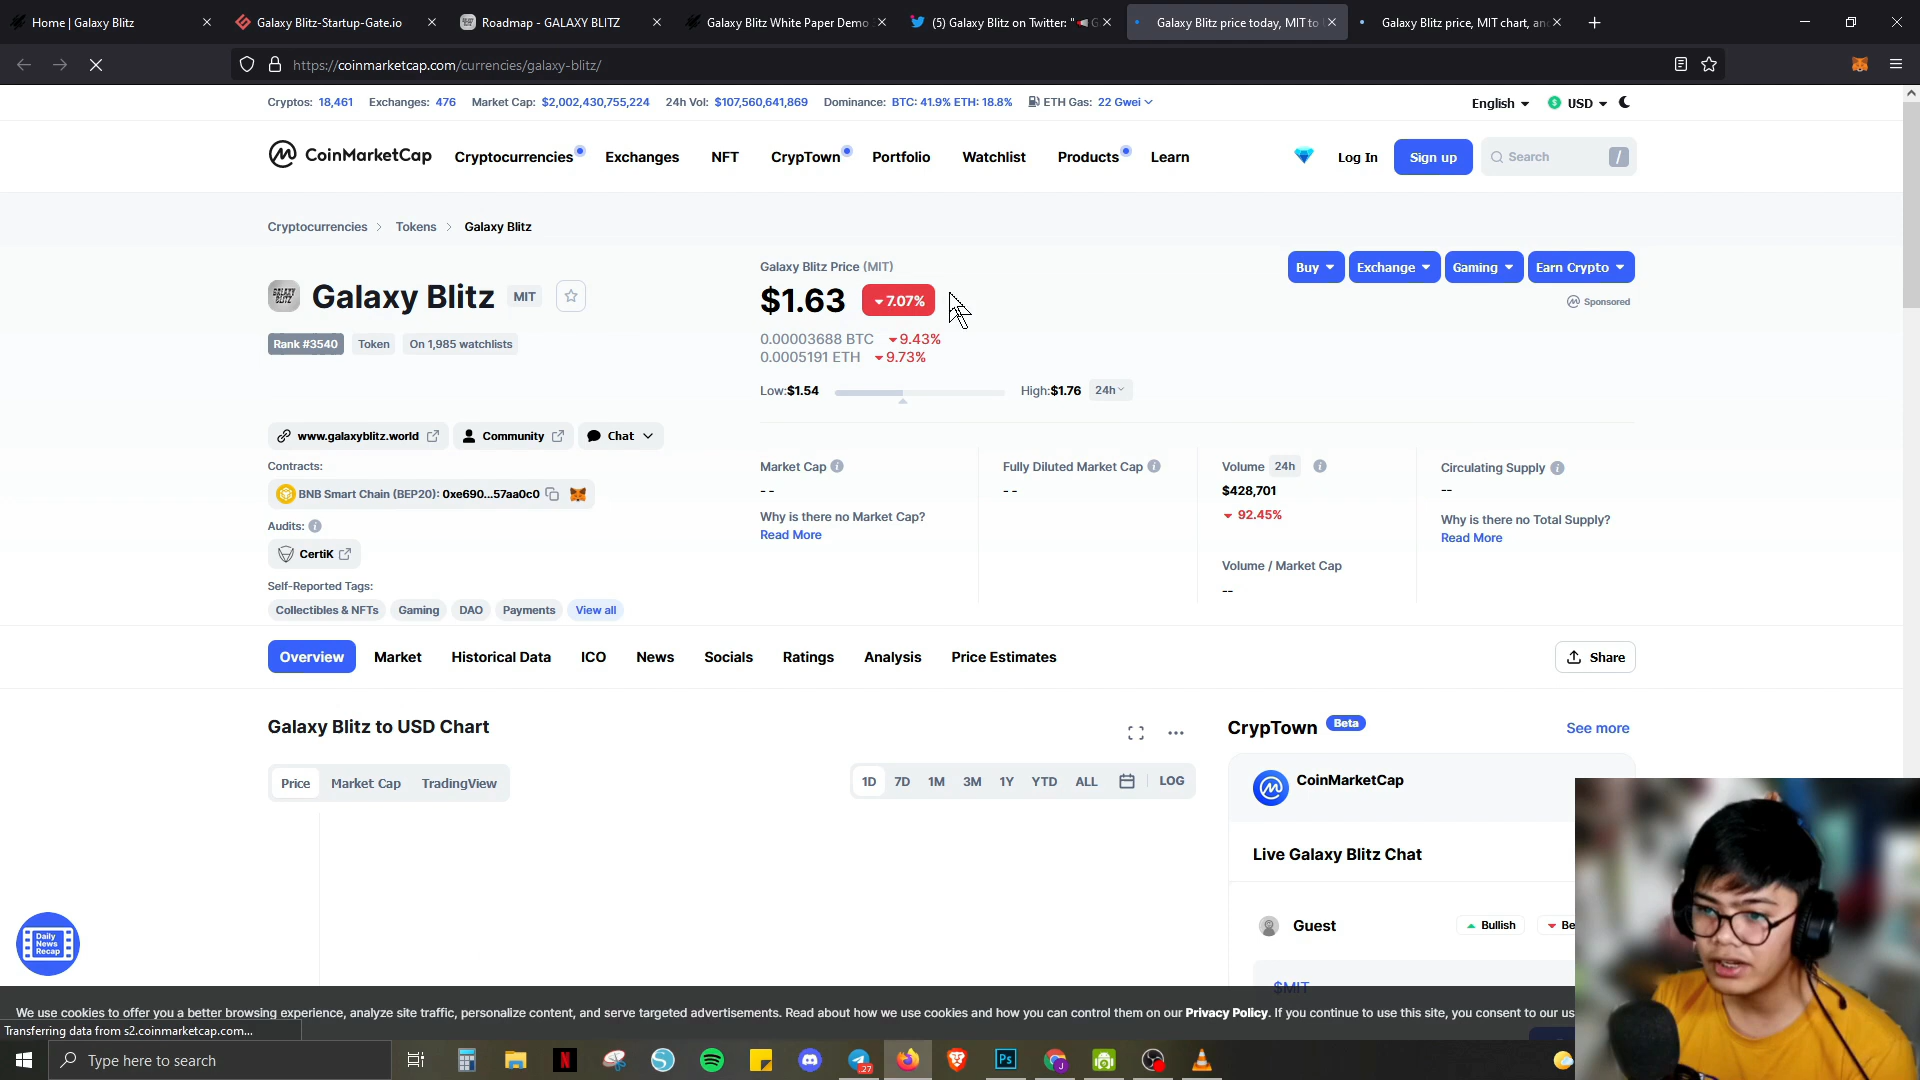 Home | Galaxy Blitz
Galaxy Blitz-Startup-Gate.io
Roadmap - GALAXY BLITZ
Galaxy Blitz White Paper Demo
(5) Galaxy Blitz on Twitter: "
Galaxy Blitz price today, MIT to
Galaxy Blitz price, MIT chart, an
https://coinmarketcap.com/currencies/galaxy-blitz/
Cryptos: 18,461 Exchanges: 476 Market Cap: $2,002,430,755,224 24h Vol: $107,560,641,869 Dominance: BTC: 41.9% ETH: 18.8% ETH Gas: 22 Gwei
English USD
CoinMarketCap Cryptocurrencies Exchanges NFT CrypTown Portfolio Watchlist Products Learn Log In Sign up Search /
Cryptocurrencies > Tokens > Galaxy Blitz
Galaxy Blitz MIT
Rank #3540 Token On 1,985 watchlists
Galaxy Blitz Price (MIT)
$1.63 7.07%
0.00003688 BTC 9.43%
0.0005191 ETH 9.73%
Low:$1.54 High:$1.76 24h
Buy Exchange Gaming Earn Crypto
Sponsored
www.galaxyblitz.world Community Chat
Contracts:
BNB Smart Chain (BEP20): 0xe690...57aa0c0
Audits:
CertiK
Self-Reported Tags:
Collectibles & NFTs Gaming DAO Payments View all
Market Cap
- -
Why is there no Market Cap?
Read More
Fully Diluted Market Cap
- -
Volume 24h
$428,701
92.45%
Volume / Market Cap
--
Circulating Supply
--
Why is there no Total Supply?
Read More
Overview Market Historical Data ICO News Socials Ratings Analysis Price Estimates Share
Galaxy Blitz to USD Chart
Price Market Cap TradingView
1D 7D 1M 3M 1Y YTD ALL LOG
CrypTown Beta See more
CoinMarketCap
Live Galaxy Blitz Chat
Guest Bullish Be
$MIT
Daily
News
Recap
We use cookies to offer you a better browsing experience, analyze site traffic, personalize content, and serve targeted advertisements. Read about how we use cookies and how you can control them on our Privacy Policy. If you continue to use this site, you consent to our us
Transferring data from s2.coinmarketcap.com...
Type here to search
27
Ps